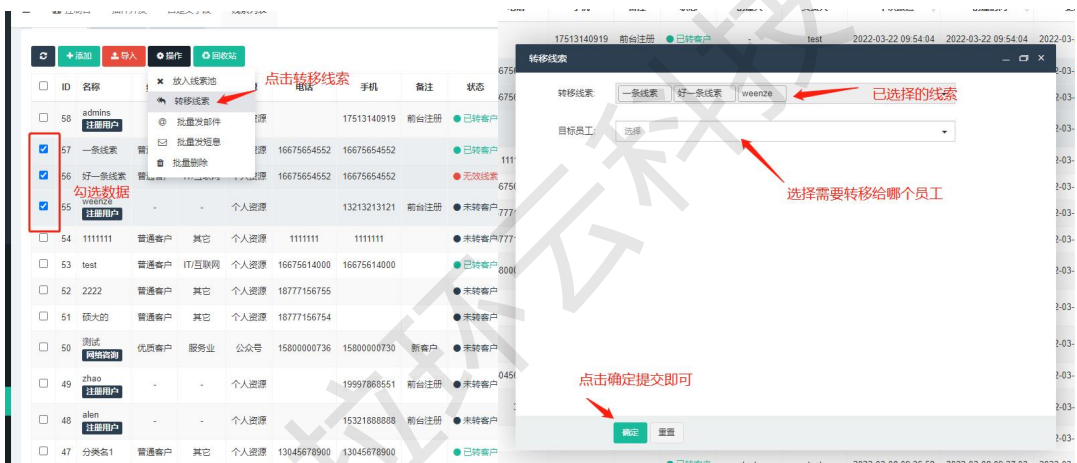 添加 导入 操作 回收站
放入线索池
转移线索
批量发邮件
批量发短息
批量删除
点击转移线索
勾选数据
ID 名称 手机 备注 状态
58 admins 注册用户 17513140919 前台注册 已转客户
57 一条线索 16675654552 16675654552 已转客户
56 好一条线索 16675654552 16675654552 无效线索
55 weenze 注册用户 - - 个人资源 13213213121 前台注册 未转客户
54 1111111 普通客户 其它 个人资源 1111111 1111111 未转客户
53 test 普通客户 IT/互联网 个人资源 16675614000 16675614000 已转客户
52 2222 普通客户 其它 个人资源 18777156755 未转客户
51 硕大的 普通客户 其它 个人资源 18777156754 未转客户
50 测试 网络咨询 优质客户 服务业 公众号 15800000736 15800000730 新客户 未转客户
49 zhao 注册用户 - - 个人资源 19997868551 前台注册 未转客户
48 alen 注册用户 - - 个人资源 15321888888 前台注册 未转客户
47 分类名1 普通客户 其它 个人资源 13045678900 13045678900 已转客户
17513140919 前台注册 已转客户 - test 2022-03-22 09:54:04 2022-03-22 09:54:04 2022-03-
转移线索
转移线索: 一条线索 好一条线索 weenze
已选择的线索
目标员工: 选择
选择需要转移给哪个员工
点击确定提交即可
确定 重置
拉环云科技